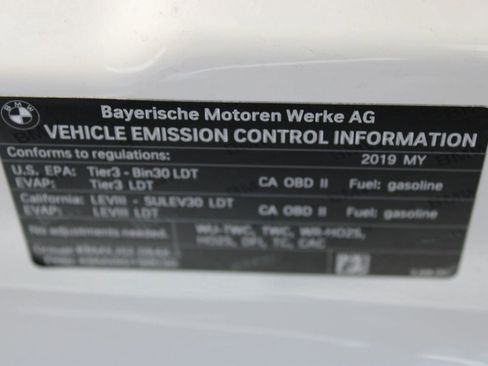 BMW
Bayerische Motoren Werke AG
VEHICLE EMISSION CONTROL INFORMATION
Conforms to regulations: 2019 MY
U.S. EPA: Tier3 - Bin30 LDT
EVAP: Tier3 LDT CA OBD II Fuel: gasoline
California: LEVIII - SULEV30 LDT
EVAP: LEVIII LDT CA OBD II Fuel: gasoline
No adjustments needed. WU-TWC, TWC, WR-HO2S,
HO2S, DFI, TC, CAC
Group: